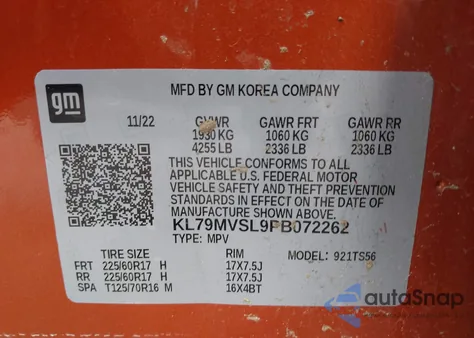 gm
MFD BY GM KOREA COMPANY
11/22 GVWR GAWR FRT GAWR RR
1930 KG 1060 KG 1060 KG
4255 LB 2336 LB 2336 LB
THIS VEHICLE CONFORMS TO ALL
APPLICABLE U.S. FEDERAL MOTOR
VEHICLE SAFETY AND THEFT PREVENTION
STANDARDS IN EFFECT ON THE DATE OF
MANUFACTURE SHOWN ABOVE.
KL79MVSL9PB072262
TYPE: MPV MODEL: 921TS56
TIRE SIZE RIM
FRT 225/60R17 H 17X7.5J
RR 225/60R17 H 17X7.5J
SPA T125/70R16 M 16X4BT
autoSnap